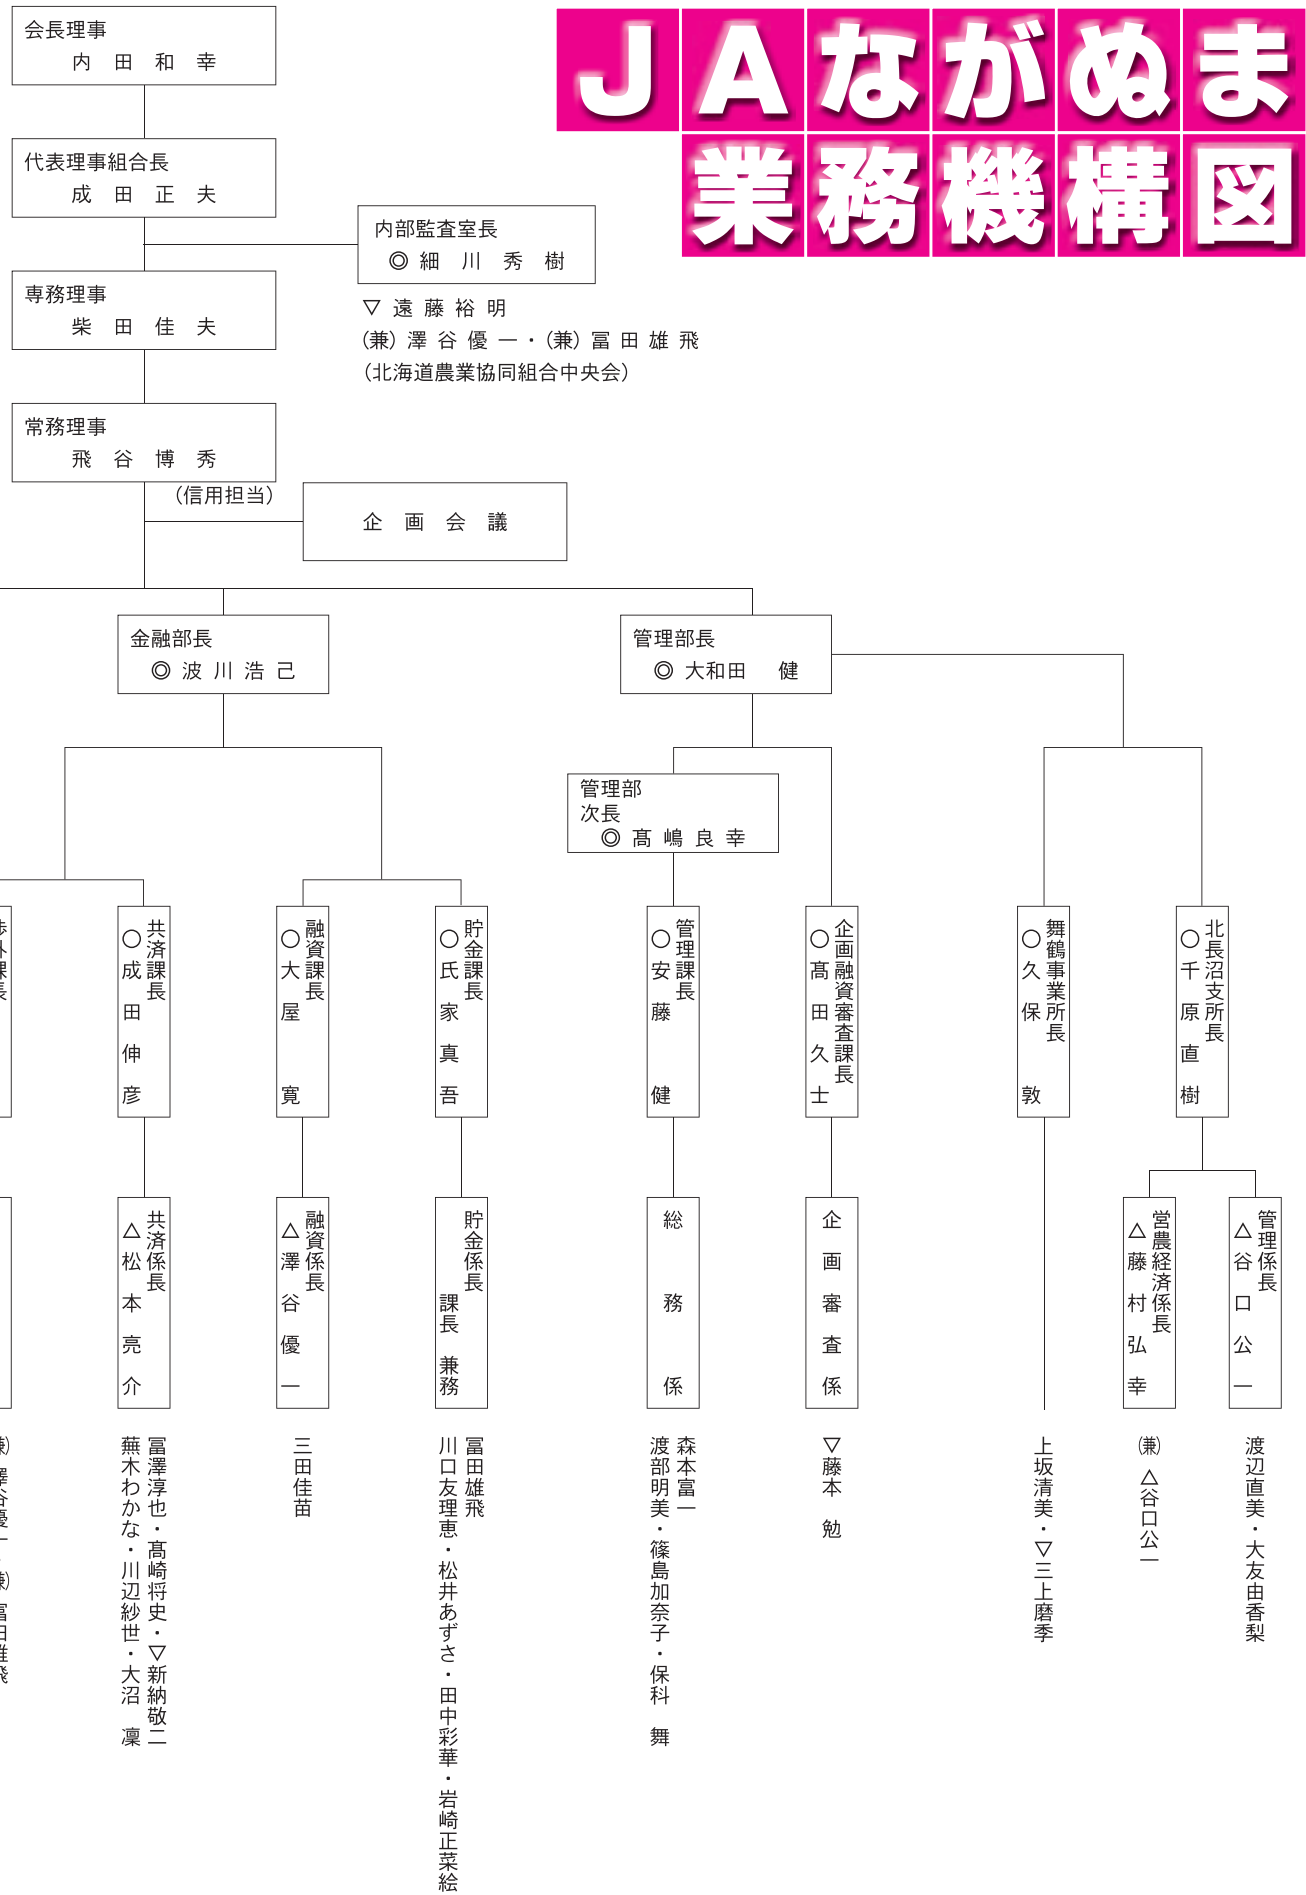 JAながぬま
業務機構図
会長理事
内田和幸
代表理事組合長
成田正夫
内部監査室長
◎細川秀樹
▽遠藤裕明
(兼)澤谷優一・(兼)冨田雄飛
(北海道農業協同組合中央会)
専務理事
柴田佳夫
常務理事
飛谷博秀
(信用担当)
企画会議
管理部長
◎大和田 健
金融部長
◎波川浩己
管理部
次長
◎髙嶋良幸
北長沼支所長
○千原直樹
舞鶴事業所長
○久保 敦
企画融資審査課長
○髙田久士
管理課長
○安藤 健
貯金課長
○氏家真吾
融資課長
○大屋 寛
共済課長
○成田伸彦
渉外課長
管理係長
△谷口公一
営農経済係長
△藤村弘幸
企画審査係
総務係
貯金係長
課長 兼務
融資係長
△澤谷優一
共済係長
△松本亮介
渡辺直美・大友由香梨
(兼) △谷口公一
上坂清美・▽三上磨季
▽藤本 勉
森本富一
渡部明美・篠島加奈子・保科 舞
冨田雄飛
川口友理恵・松井あずさ・田中彩華・岩崎正菜絵
三田佳苗
冨澤淳也・髙崎将史・▽新納敬二
蕪木わかな・川辺紗世・大沼 凜
(兼) 澤谷優一・(兼) 冨田雄飛